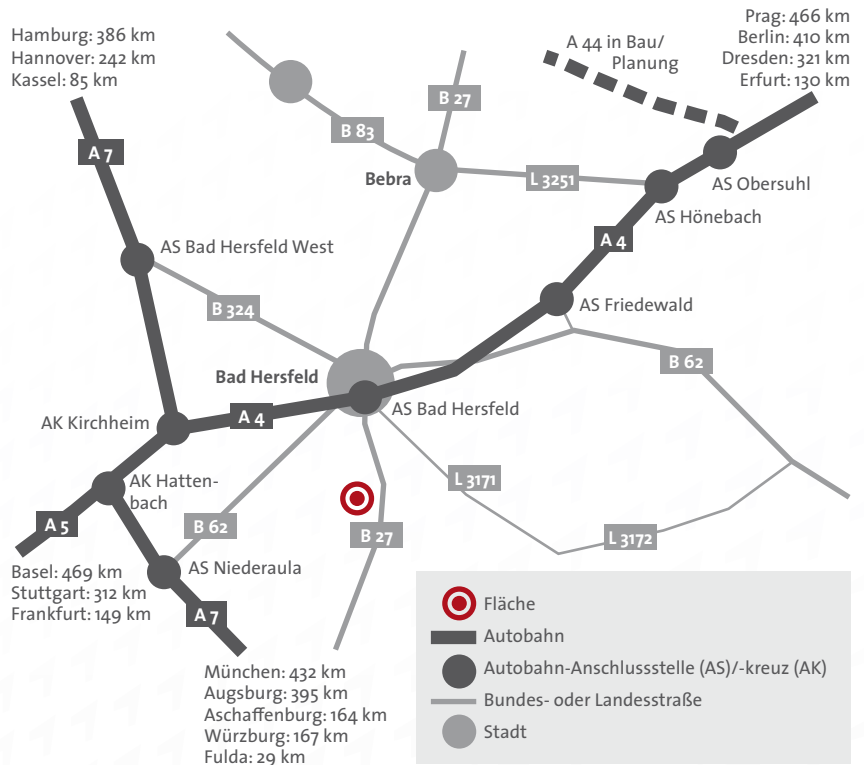 Hamburg: 386 km
Hannover: 242 km
Kassel: 85 km
Prag: 466 km
Berlin: 410 km
Dresden: 321 km
Erfurt: 130 km
A 44 in Bau/
Planung
B 27
B 83
A 7
Bebra
L 3251
AS Obersuhl
AS Hönebach
A 4
AS Bad Hersfeld West
B 324
AS Friedewald
B 62
Bad Hersfeld
AS Bad Hersfeld
AK Kirchheim
A 4
AK Hatten-
bach
L 3171
A 5
B 62
B 27
L 3172
AS Niederaula
Basel: 469 km
Stuttgart: 312 km
Frankfurt: 149 km
A 7
München: 432 km
Augsburg: 395 km
Aschaffenburg: 164 km
Würzburg: 167 km
Fulda: 29 km
Fläche
Autobahn
Autobahn-Anschlussstelle (AS)/-kreuz (AK)
Bundes- oder Landesstraße
Stadt